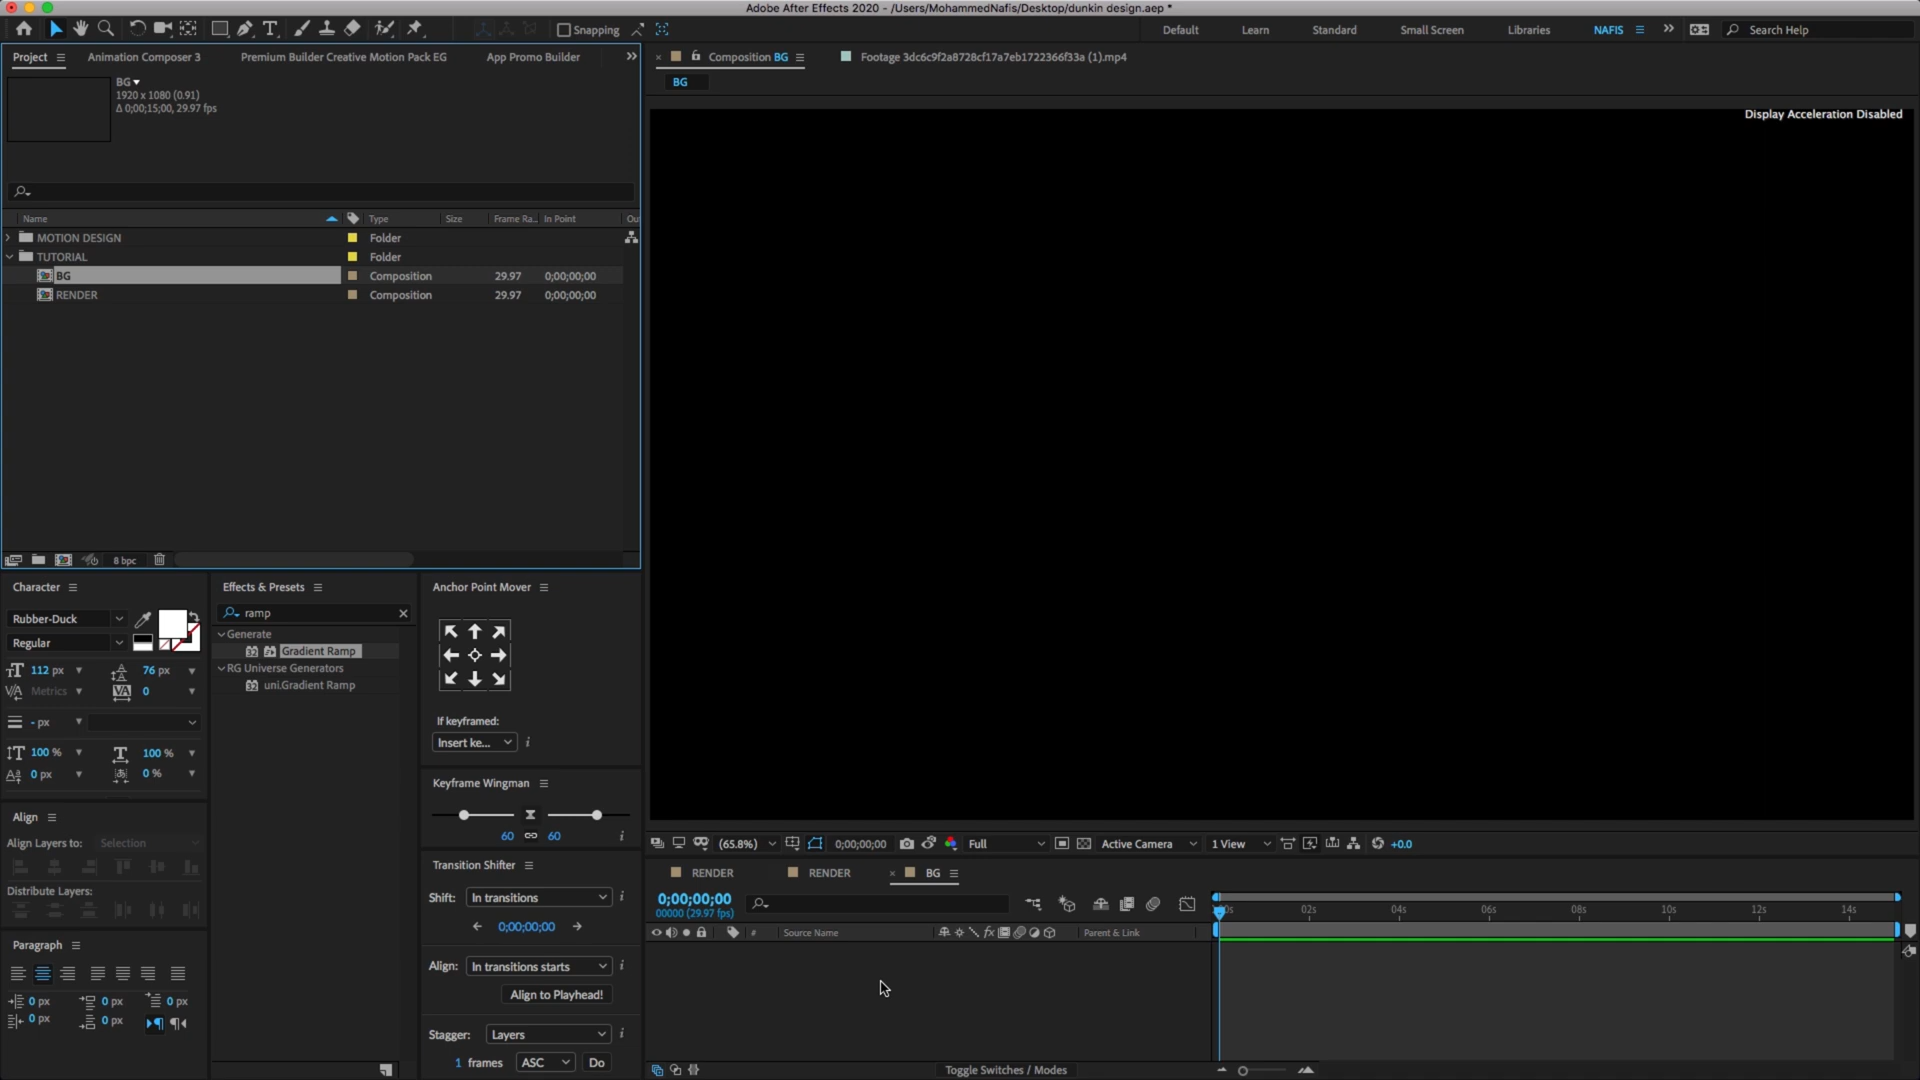 Adobe After Effects 2020 - /Users/MohammedNafis/Desktop/dunkin design.aep *
Snapping
Default
Learn
Standard
Small Screen
Libraries
NAFIS
Search Help
Project
Animation Composer 3
Premium Builder Creative Motion Pack EG
App Promo Builder
Composition BG
Footage 3dc6c9f2a8728cf17a7eb1722366f33a (1).mp4
BG
1920 x 1080 (0.91)
Δ 0;00;15;00, 29.97 fps
BG
Display Acceleration Disabled
Name Type Size Frame Ra... In Point Ou
MOTION DESIGN Folder
TUTORIAL Folder
BG Composition 29.97 0;00;00;00
RENDER Composition 29.97 0;00;00;00
8 bpc
Character
Rubber-Duck
Regular
112 px 76 px
Metrics 0
- px
100 % 100 %
0 px 0 %
Align
Align Layers to: Selection
Distribute Layers:
Paragraph
0 px 0 px 0 px
0 px 0 px
Effects & Presets
ramp
Generate
32 Gradient Ramp
RG Universe Generators
32 uni.Gradient Ramp
Anchor Point Mover
If keyframed:
Insert ke...
Keyframe Wingman
60 60
Transition Shifter
Shift: In transitions
0;00;00;00
Align: In transitions starts
Align to Playhead!
Stagger: Layers
1 frames ASC Do
(65.8%) 0;00;00;00 Full Active Camera 1 View +0.0
RENDER
RENDER
BG
0;00;00;00
00000 (29.97 fps)
# Source Name fx Parent & Link
02s 04s 06s 08s 10s 12s 14s
Toggle Switches / Modes